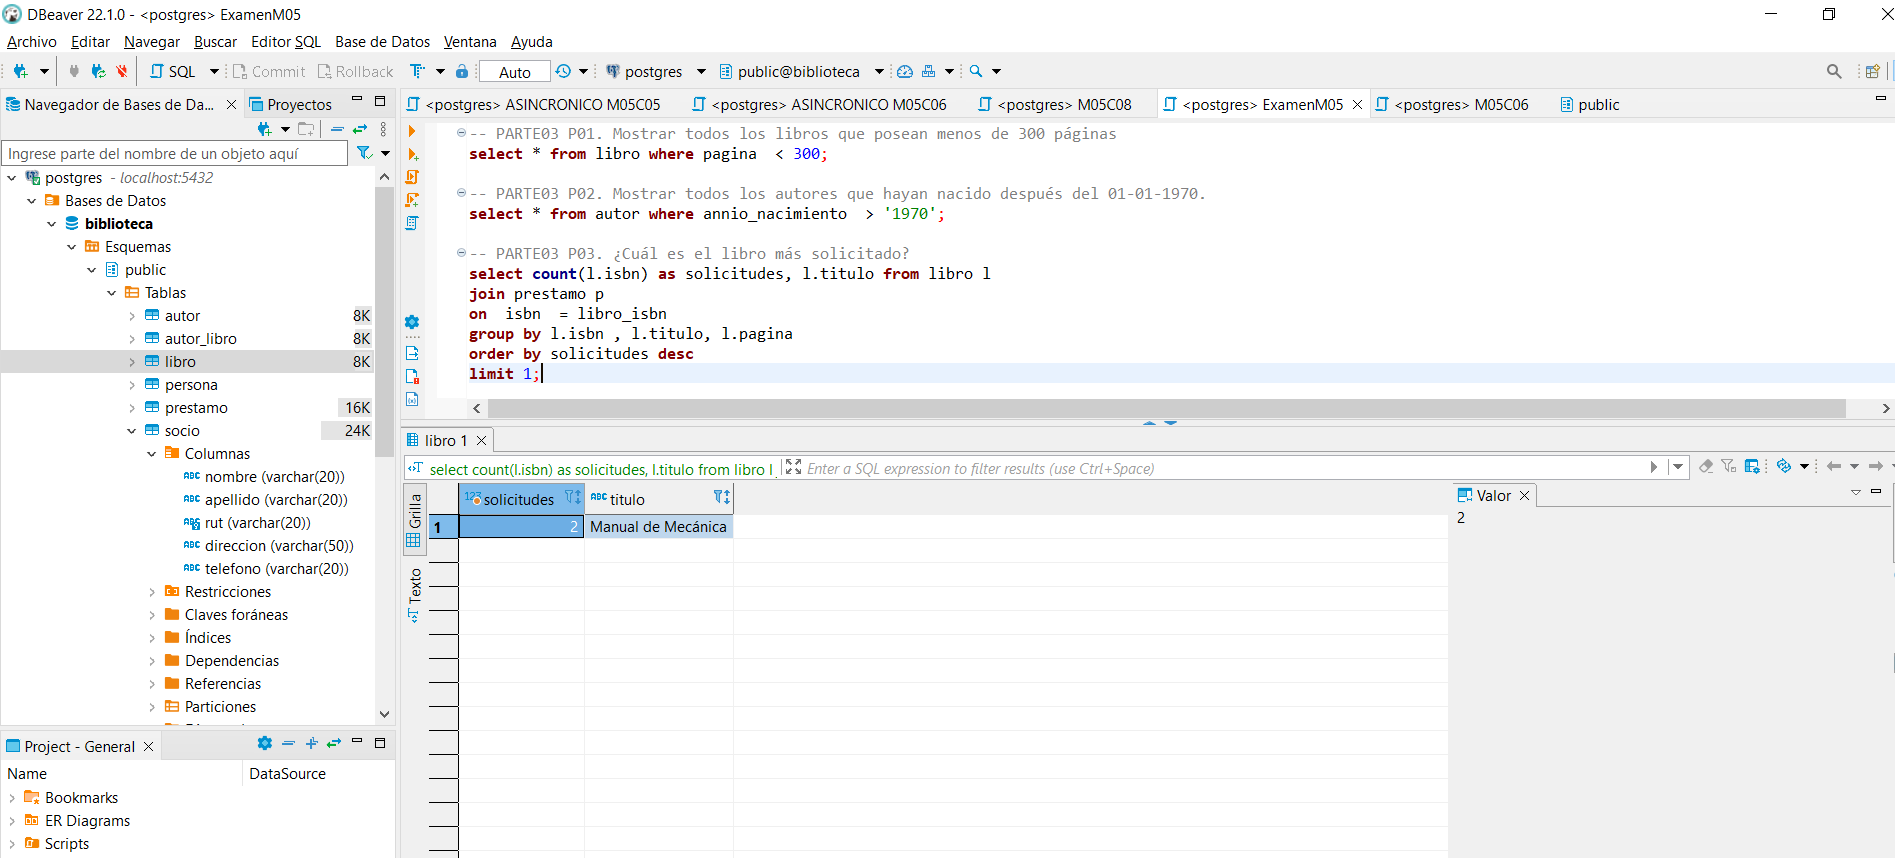 DBeaver 22.1.0 - <postgres> ExamenM05
Archivo Editar Navegar Buscar Editor SQL Base de Datos Ventana Ayuda
SQL Commit Rollback Auto postgres public@biblioteca
Navegador de Bases de Da... Proyectos
Ingrese parte del nombre de un objeto aquí
postgres - localhost:5432
Bases de Datos
biblioteca
Esquemas
public
Tablas
autor 8K
autor_libro 8K
libro 8K
persona
prestamo 16K
socio 24K
Columnas
ABC nombre (varchar(20))
ABC apellido (varchar(20))
ABC rut (varchar(20))
ABC direccion (varchar(50))
ABC telefono (varchar(20))
Restricciones
Claves foráneas
Índices
Dependencias
Referencias
Particiones
Project - General
Name DataSource
Bookmarks
ER Diagrams
Scripts
<postgres> ASINCRONICO M05C05 <postgres> ASINCRONICO M05C06 <postgres> M05C08 <postgres> ExamenM05 <postgres> M05C06 public
-- PARTE03 P01. Mostrar todos los libros que posean menos de 300 páginas
select * from libro where pagina < 300;
-- PARTE03 P02. Mostrar todos los autores que hayan nacido después del 01-01-1970.
select * from autor where annio_nacimiento > '1970';
-- PARTE03 P03. ¿Cuál es el libro más solicitado?
select count(l.isbn) as solicitudes, l.titulo from libro l
join prestamo p
on isbn = libro_isbn
group by l.isbn , l.titulo, l.pagina
order by solicitudes desc
limit 1;
libro 1
select count(l.isbn) as solicitudes, l.titulo from libro l Enter a SQL expression to filter results (use Ctrl+Space)
Grilla
Texto
123 solicitudes ABC titulo
1 2 Manual de Mecánica
Valor
2